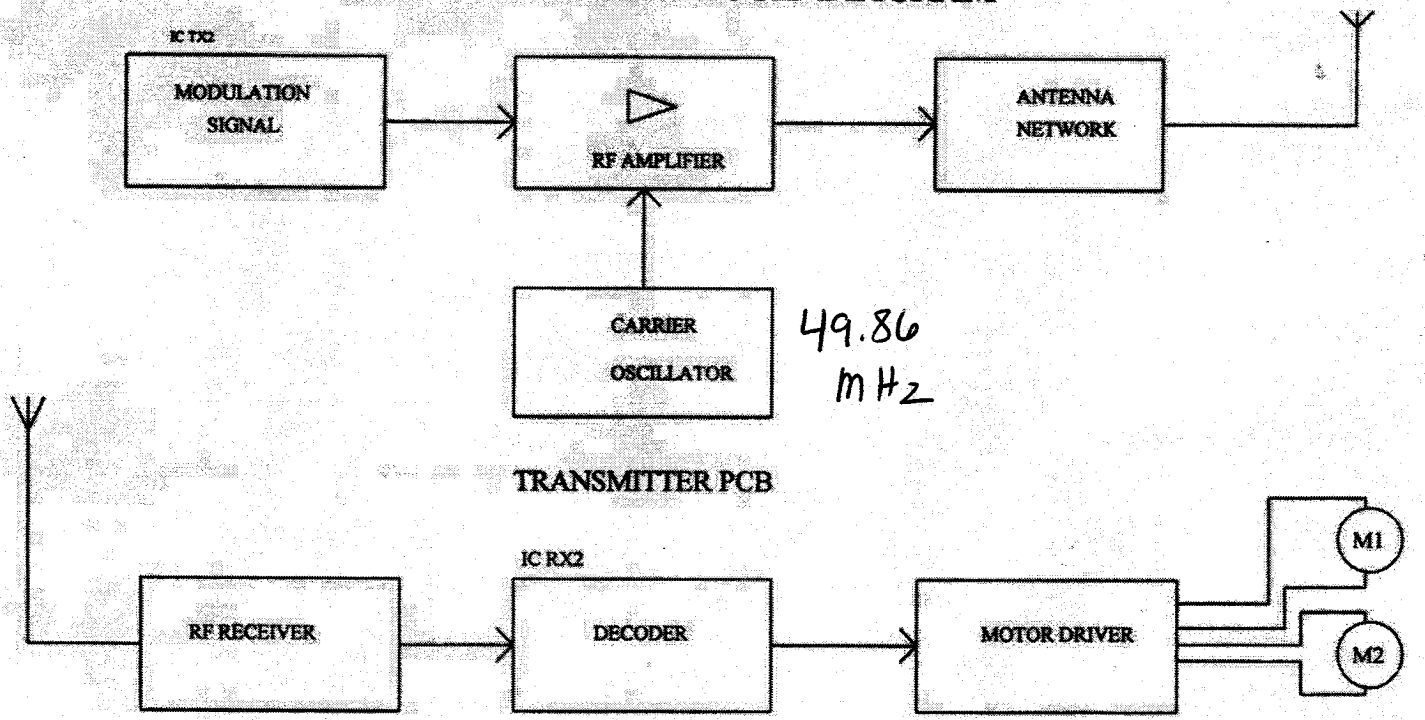 IC TX2
MODULATION
SIGNAL
RF AMPLIFIER
ANTENNA
NETWORK
CARRIER
OSCILLATOR
49.86
MHz
TRANSMITTER PCB
IC RX2
RF RECEIVER
DECODER
MOTOR DRIVER
M1
M2